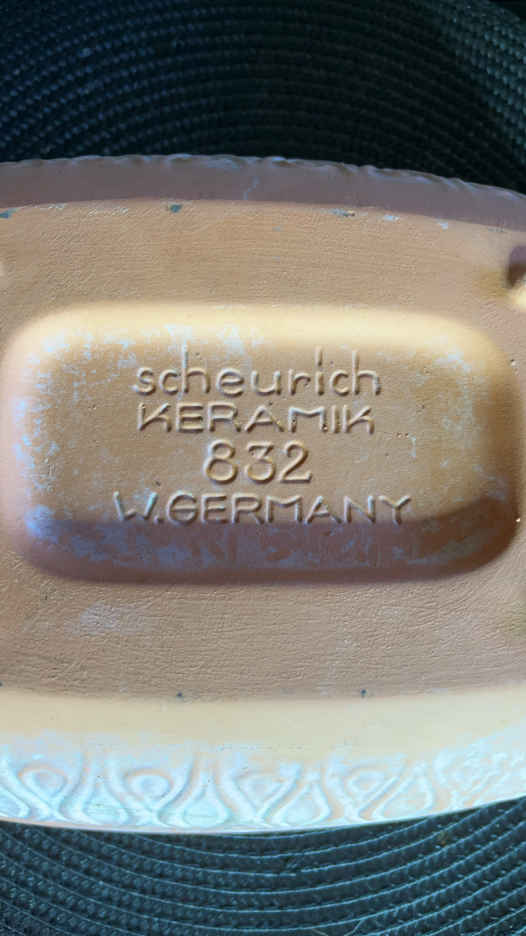 scheurich
KERAMIK
832
W.GERMANY